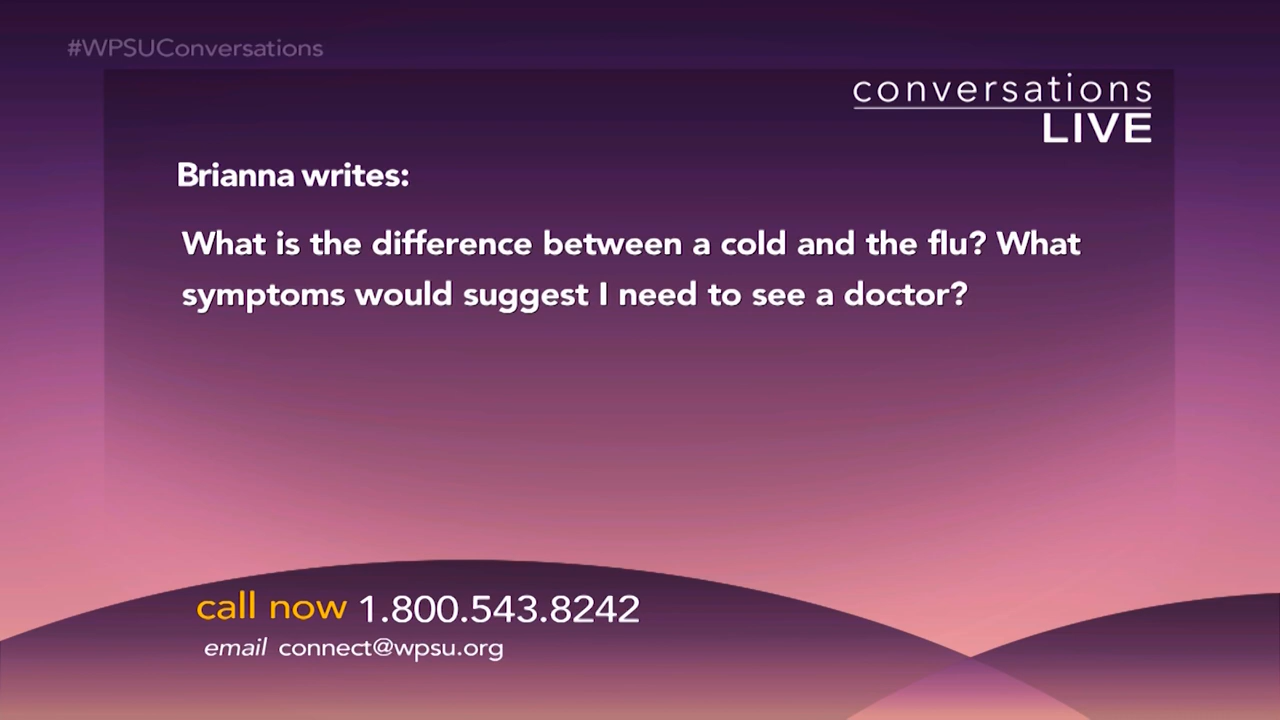 #WPSUConversations
conversations
LIVE
Brianna writes:
What is the difference between a cold and the flu? What
symptoms would suggest I need to see a doctor?
call now 1.800.543.8242
email connect@wpsu.org